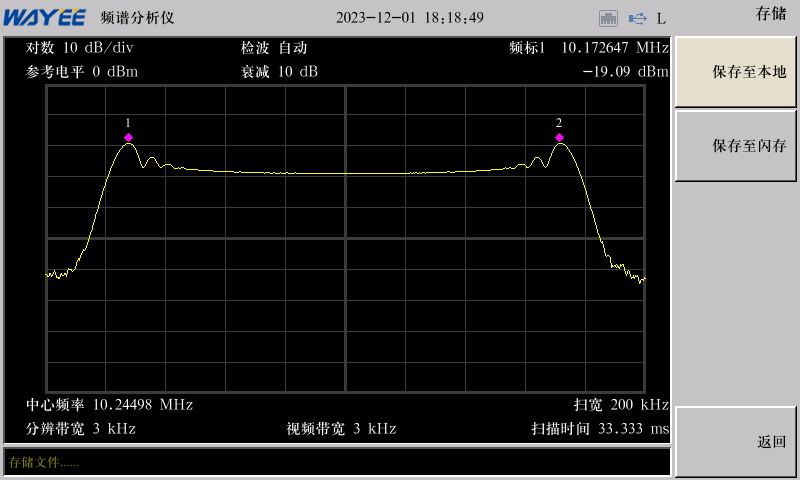 WAYEE 频谱分析仪 2023-12-01 18:18:49 L 存储
对数 10 dB/div 检波 自动 频标1 10.172647 MHz
参考电平 0 dBm 衰减 10 dB -19.09 dBm
保存至本地
1 2
保存至闪存
中心频率 10.24498 MHz 扫宽 200 kHz
分辨带宽 3 kHz 视频带宽 3 kHz 扫描时间 33.333 ms
返回
存储文件......